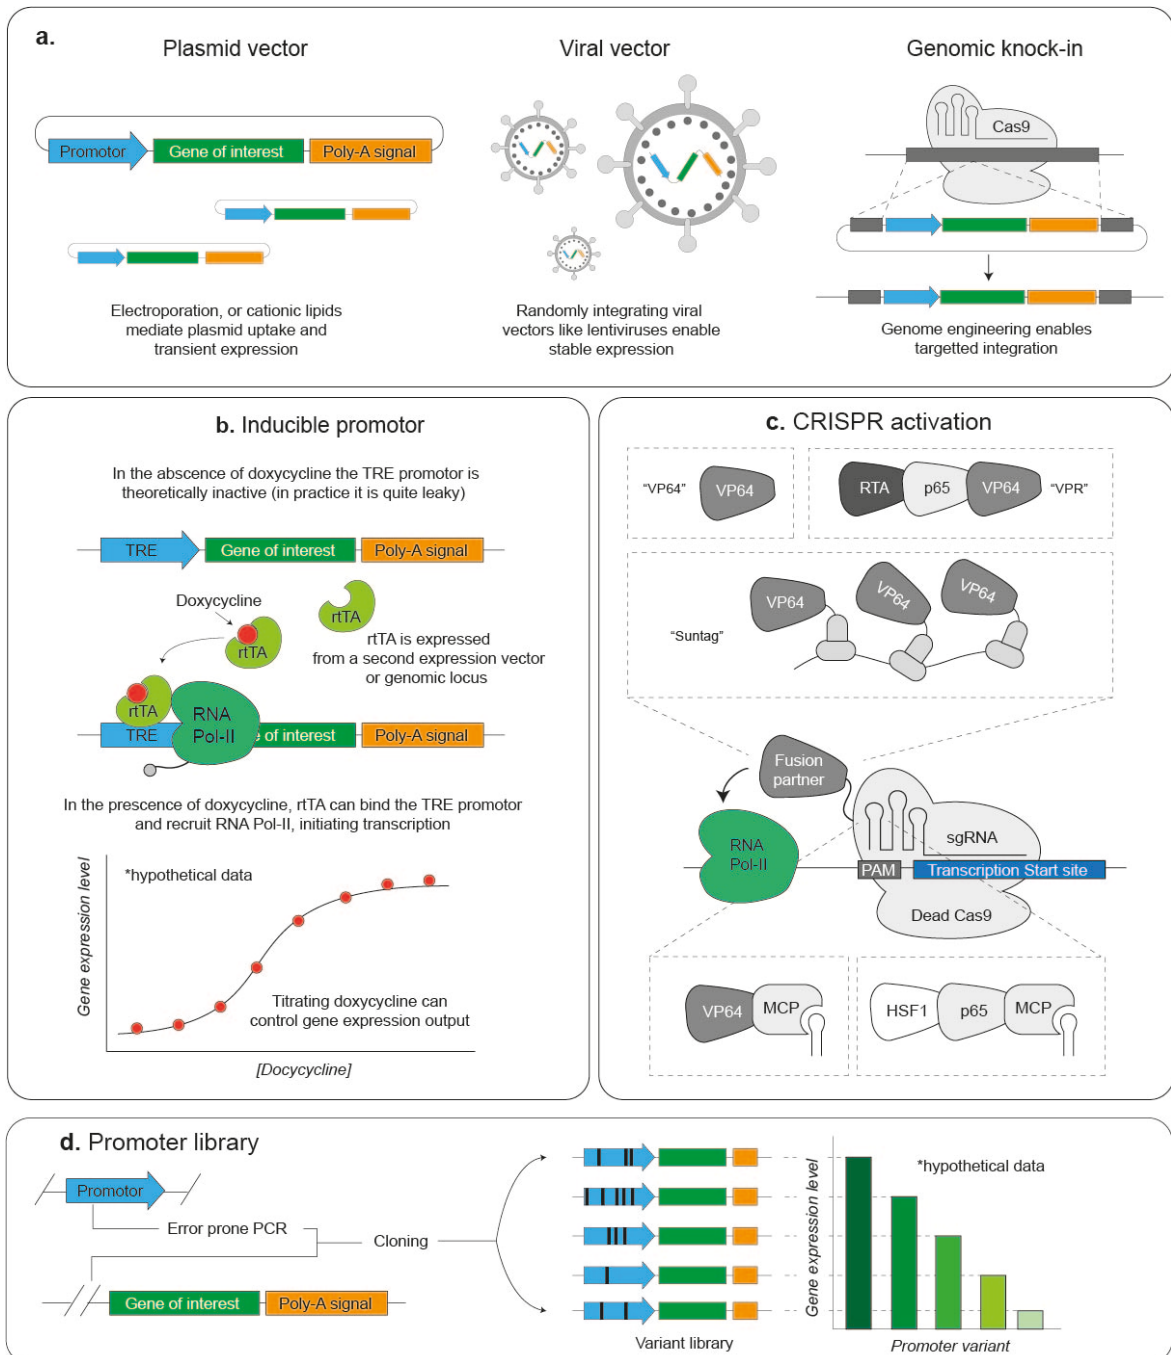 a.
Plasmid vector
Viral vector
Genomic knock-in
Promotor
Gene of interest
Poly-A signal
Cas9
Electroporation, or cationic lipids
mediate plasmid uptake and
transient expression
Randomly integrating viral
vectors like lentiviruses enable
stable expression
Genome engineering enables
targetted integration
b. Inducible promotor
In the abscence of doxycycline the TRE promotor is
theoretically inactive (in practice it is quite leaky)
TRE
Gene of interest
Poly-A signal
Doxycycline
rtTA
rtTA
rtTA is expressed
from a second expression vector
or genomic locus
rtTA
RNA
Pol-II
TRE
e of interest
Poly-A signal
In the prescence of doxycycline, rtTA can bind the TRE promotor
and recruit RNA Pol-II, initiating transcription
*hypothetical data
Gene expression level
Titrating doxycycline can
control gene expression output
[Docycycline]
c. CRISPR activation
"VP64"
VP64
RTA
p65
VP64
"VPR"
VP64
VP64
VP64
"Suntag"
Fusion
partner
RNA
Pol-II
sgRNA
PAM
Transcription Start site
Dead Cas9
VP64
MCP
HSF1
p65
MCP
d. Promoter library
Promotor
Error prone PCR
Cloning
Gene of interest
Poly-A signal
Variant library
Gene expression level
*hypothetical data
Promoter variant